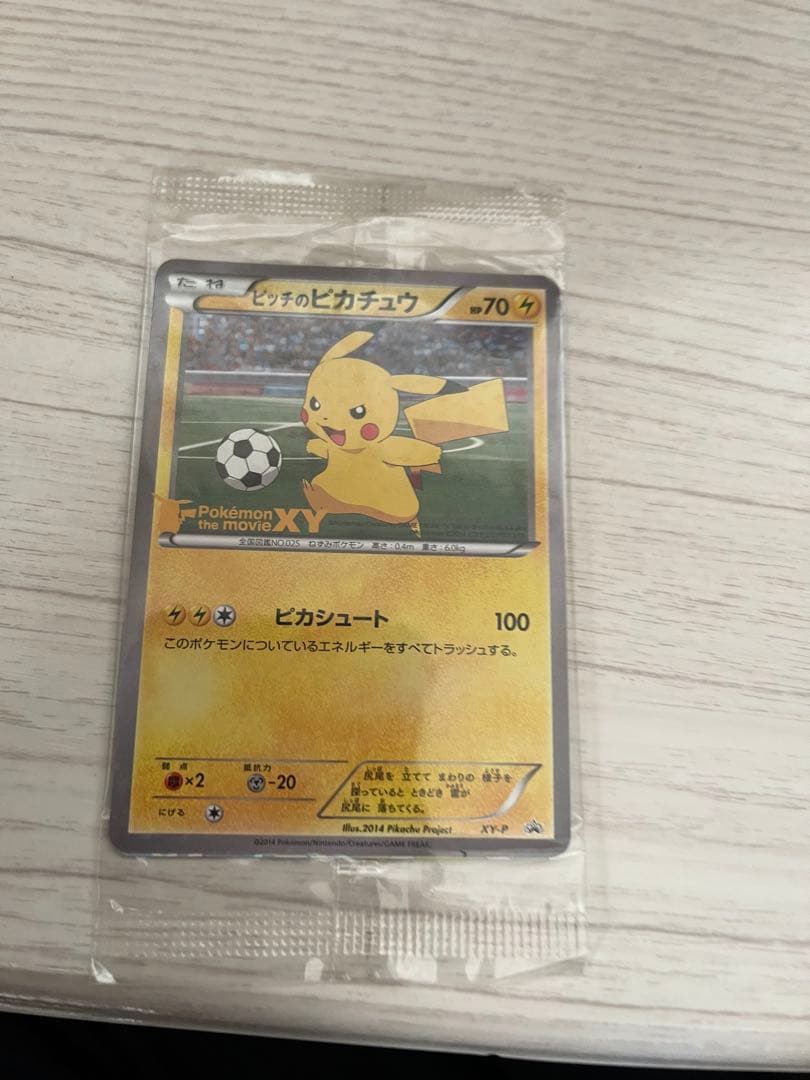 たね
ピッチのピカチュウ
HP70
Pokémon
the movie XY
全国図鑑NO.025 ねずみポケモン 高さ:0.4m 重さ:6.0kg
ピカシュート 100
このポケモンについているエネルギーをすべてトラッシュする。
弱点 抵抗力
×2 -20
にげる
尻尾を 立てて まわりの 様子を
探っていると ときどき 雷が
尻尾に 落ちてくる。
Illus.2014 Pikachu Project XY-P
©2014 Pokémon/Nintendo/Creatures/GAME FREAK.